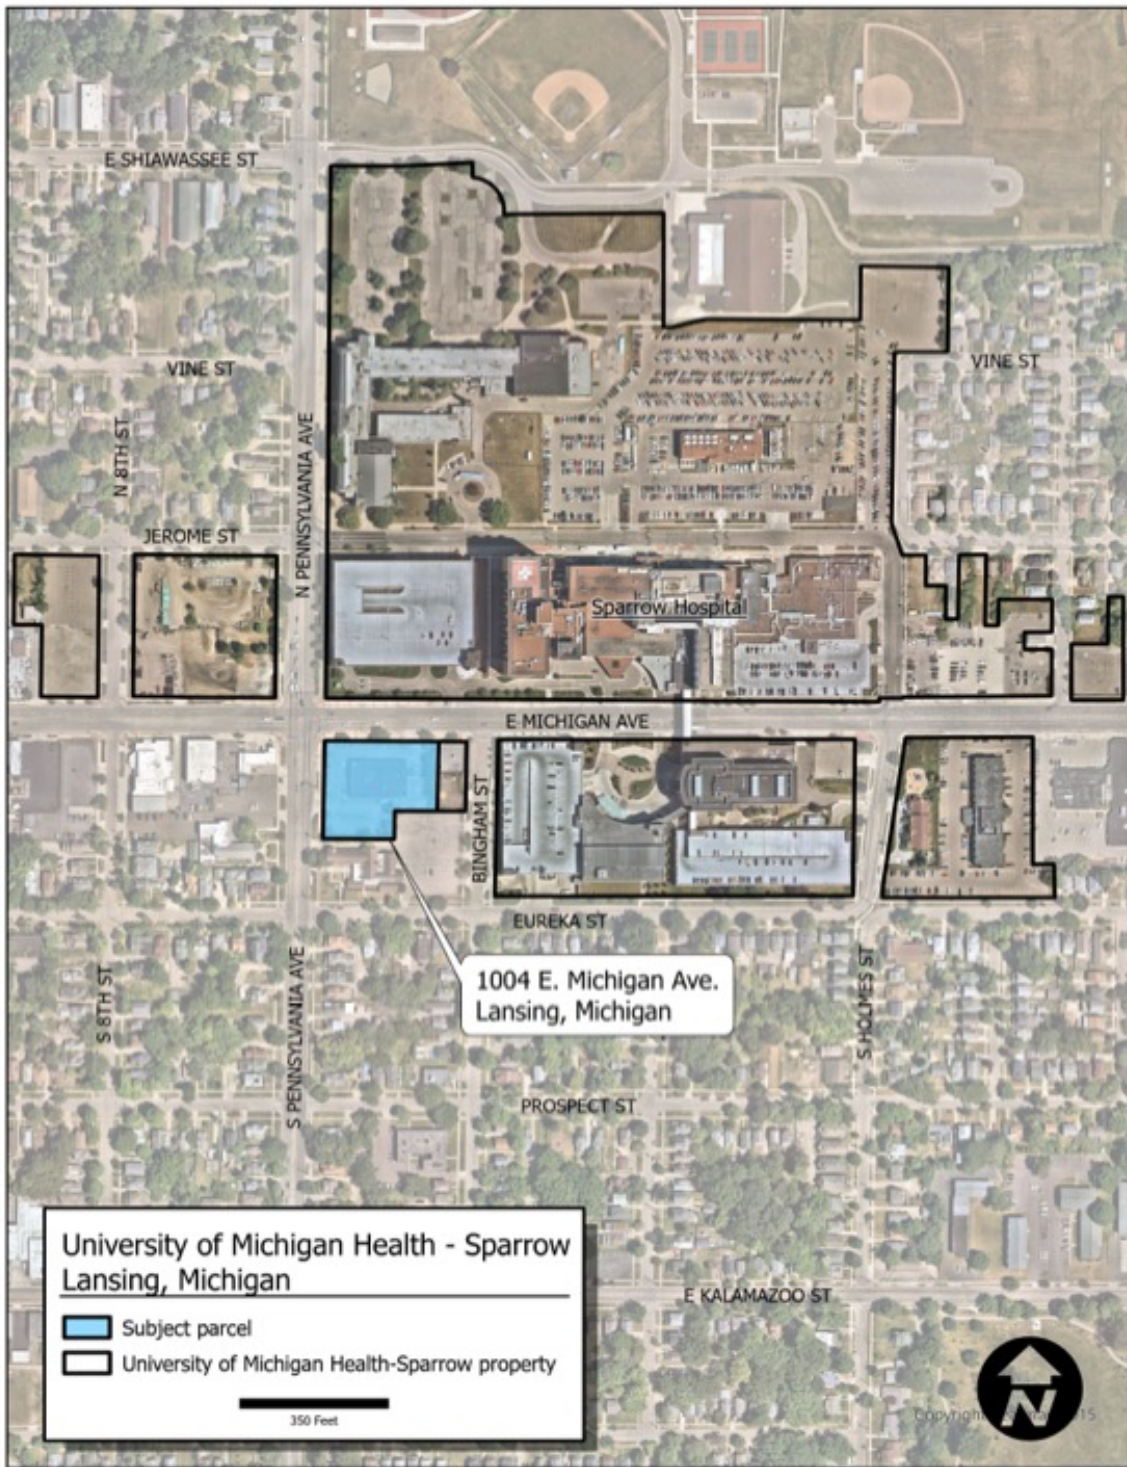 E SHIAWASSEE ST
VINE ST
VINE ST
N 8TH ST
N PENNSYLVANIA AVE
JEROME ST
Sparrow Hospital
E MICHIGAN AVE
BINGHAM ST
EUREKA ST
S 8TH ST
S PENNSYLVANIA AVE
1004 E. Michigan Ave.
Lansing, Michigan
S HOLMES ST
PROSPECT ST
University of Michigan Health - Sparrow
Lansing, Michigan
Subject parcel
University of Michigan Health-Sparrow property
350 Feet
E KALAMAZOO ST
N
Copyright